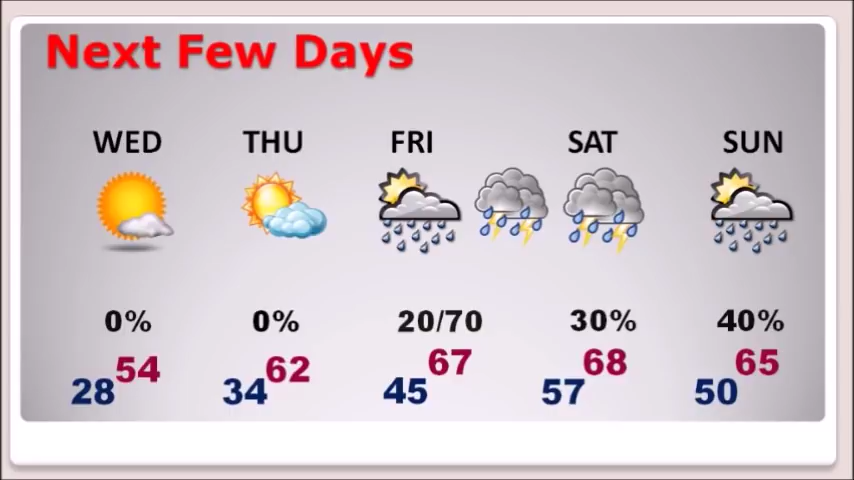 Next Few Days
WED THU FRI SAT SUN
0% 0% 20/70 30% 40%
54 62 67 68 65
28 34 45 57 50